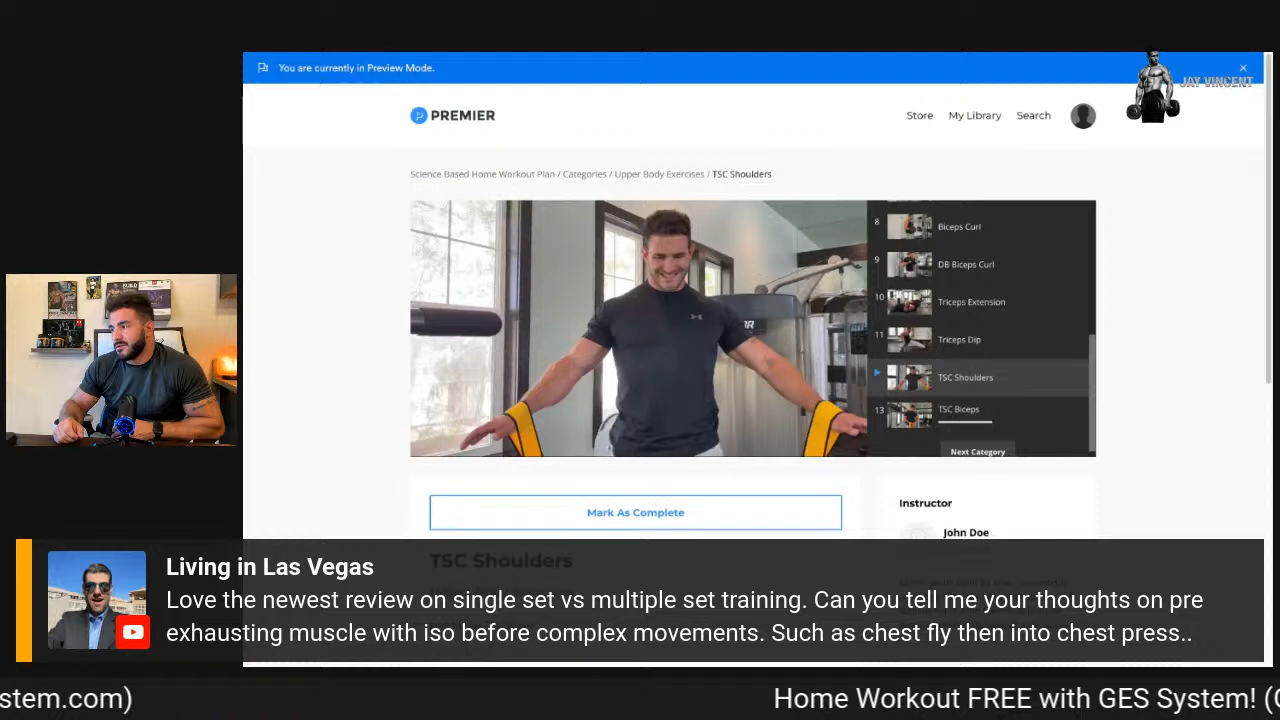 You are currently in Preview Mode.
JAY VINCENT
PREMIER
Store My Library Search
Science Based Home Workout Plan / Categories / Upper Body Exercises / TSC Shoulders
8 Biceps Curl
9 DB Biceps Curl
10 Triceps Extension
11 Triceps Dip
TSC Shoulders
13 TSC Biceps
Next Category
Mark As Complete
Instructor
John Doe
TSC Shoulders
Living in Las Vegas
Love the newest review on single set vs multiple set training. Can you tell me your thoughts on pre
exhausting muscle with iso before complex movements. Such as chest fly then into chest press..
stem.com) Home Workout FREE with GES System! (